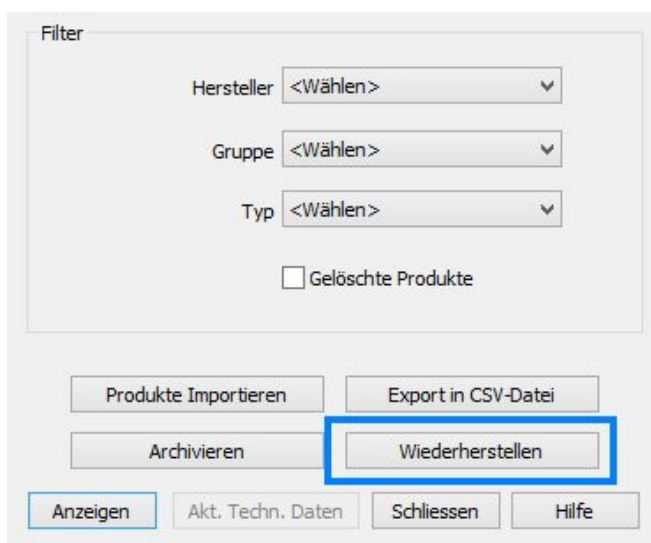 Filter
Hersteller <Wählen>
Gruppe <Wählen>
Typ <Wählen>
Gelöschte Produkte
Produkte Importieren Export in CSV-Datei
Archivieren Wiederherstellen
Anzeigen Akt. Techn. Daten Schliessen Hilfe